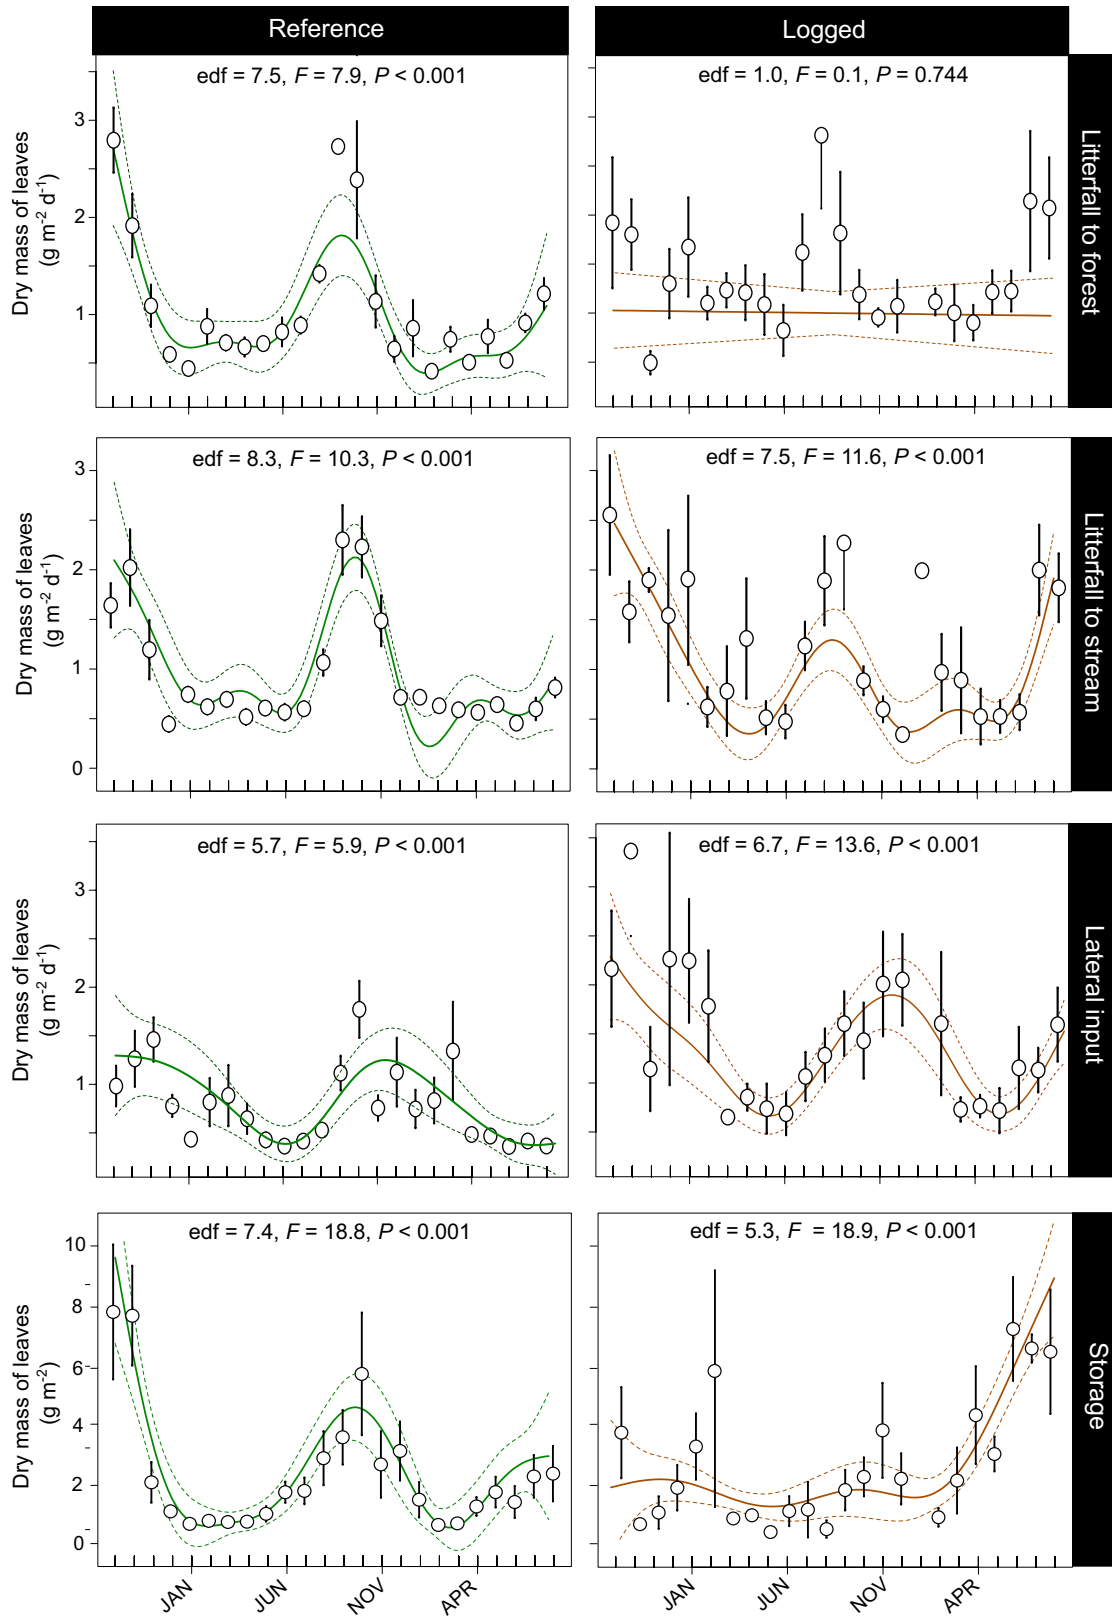 Reference
Logged
edf = 7.5, F = 7.9, P < 0.001
edf = 1.0, F = 0.1, P = 0.744
Litterfall to forest
Dry mass of leaves
(g m-2 d-1)
3
2
1
edf = 8.3, F = 10.3, P < 0.001
edf = 7.5, F = 11.6, P < 0.001
Litterfall to stream
Dry mass of leaves
(g m-2 d-1)
3
2
1
0
edf = 5.7, F = 5.9, P < 0.001
edf = 6.7, F = 13.6, P < 0.001
Lateral input
Dry mass of leaves
(g m-2 d-1)
3
2
1
edf = 7.4, F = 18.8, P < 0.001
edf = 5.3, F = 18.9, P < 0.001
Storage
Dry mass of leaves
(g m-2)
10
8
6
4
2
0
JAN JUN NOV APR
JAN JUN NOV APR